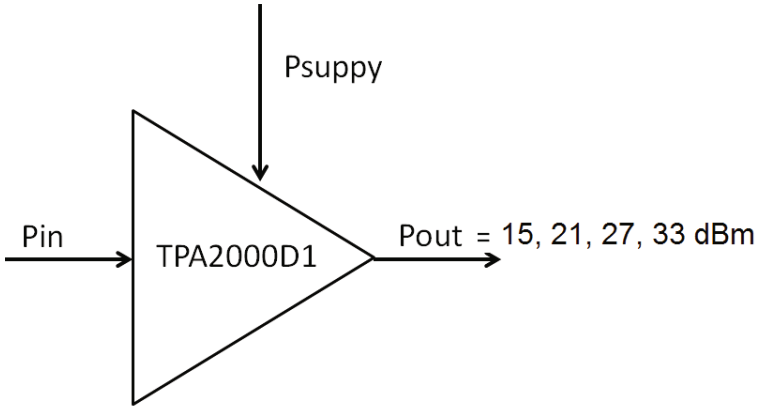 Psuppy
Pin
TPA2000D1
Pout = 15, 21, 27, 33 dBm